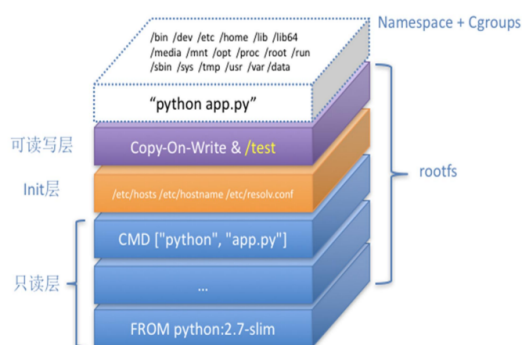 /bin /dev /etc /home /lib /lib64
/media /mnt /opt /proc /root /run
/sbin /sys /tmp /usr /var /data
Namespace + Cgroups
“python app.py”
可读写层
Copy-On-Write & /test
Init层
/etc/hosts /etc/hostname /etc/resolv.conf
rootfs
CMD ["python", "app.py"]
只读层
...
FROM python:2.7-slim